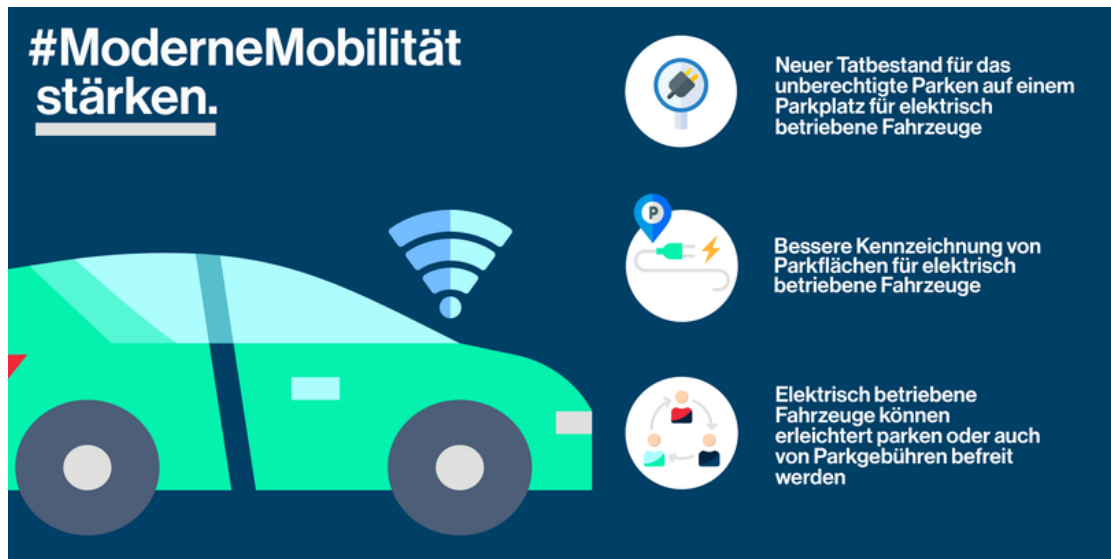 #ModerneMobilität
stärken.
Neuer Tatbestand für das
unberechtigte Parken auf einem
Parkplatz für elektrisch
betriebene Fahrzeuge
P
Bessere Kennzeichnung von
Parkflächen für elektrisch
betriebene Fahrzeuge
Elektrisch betriebene
Fahrzeuge können
erleichtert parken oder auch
von Parkgebühren befreit
werden